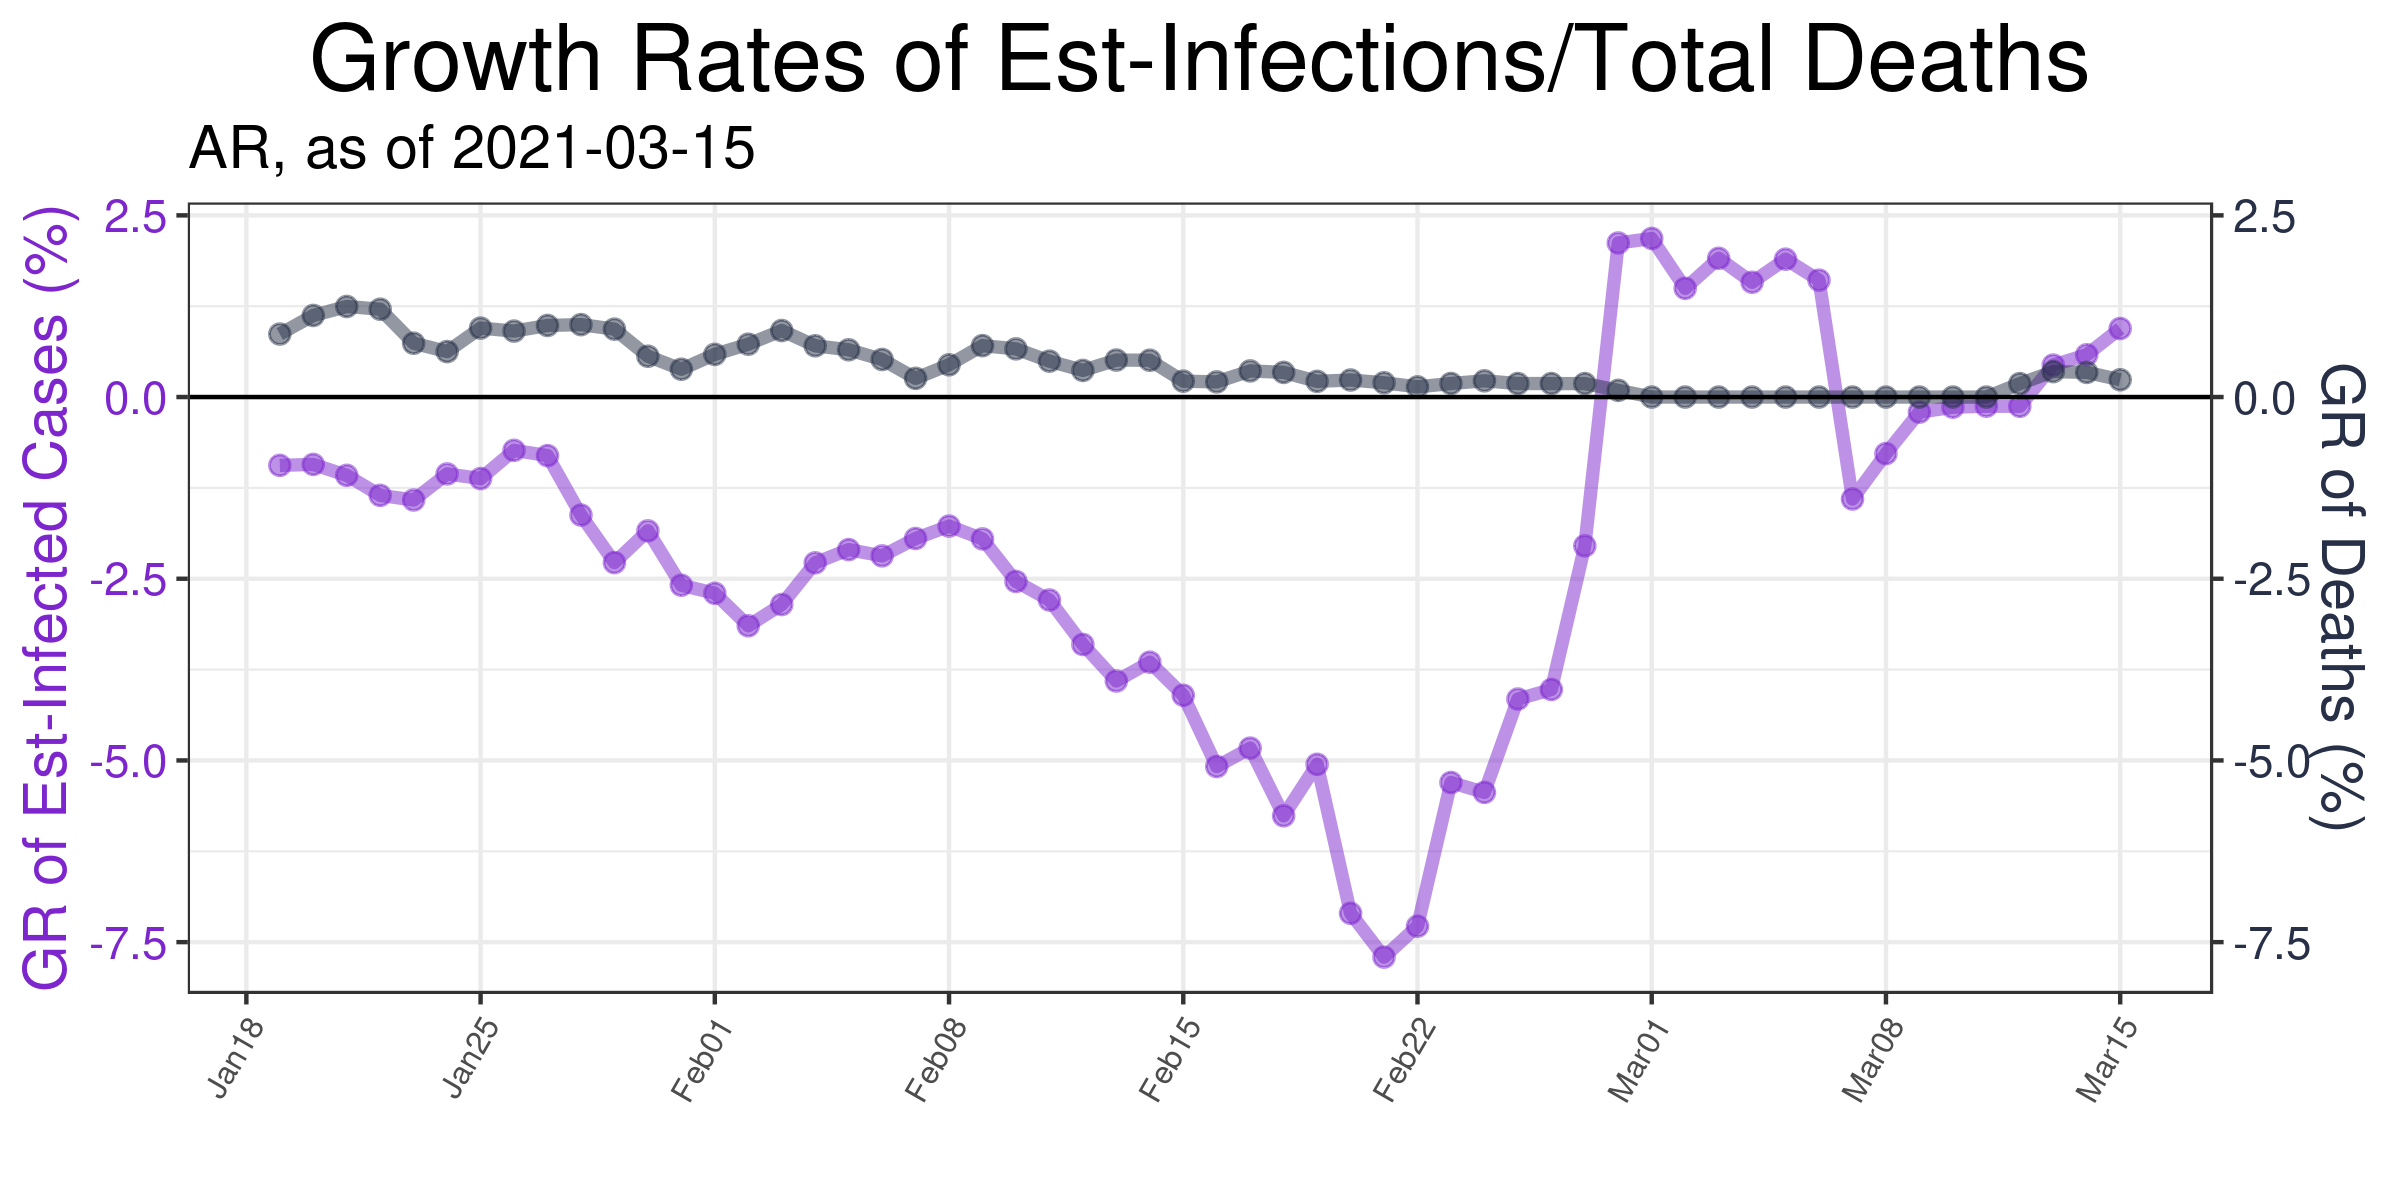 Growth Rates of Est-Infections/Total Deaths
AR, as of 2021-03-15
GR of Est-Infected Cases (%)
2.5
0.0
-2.5
-5.0
-7.5
2.5
0.0
-2.5
-5.0
-7.5
GR of Deaths (%)
Jan18
Jan25
Feb01
Feb08
Feb15
Feb22
Mar01
Mar08
Mar15